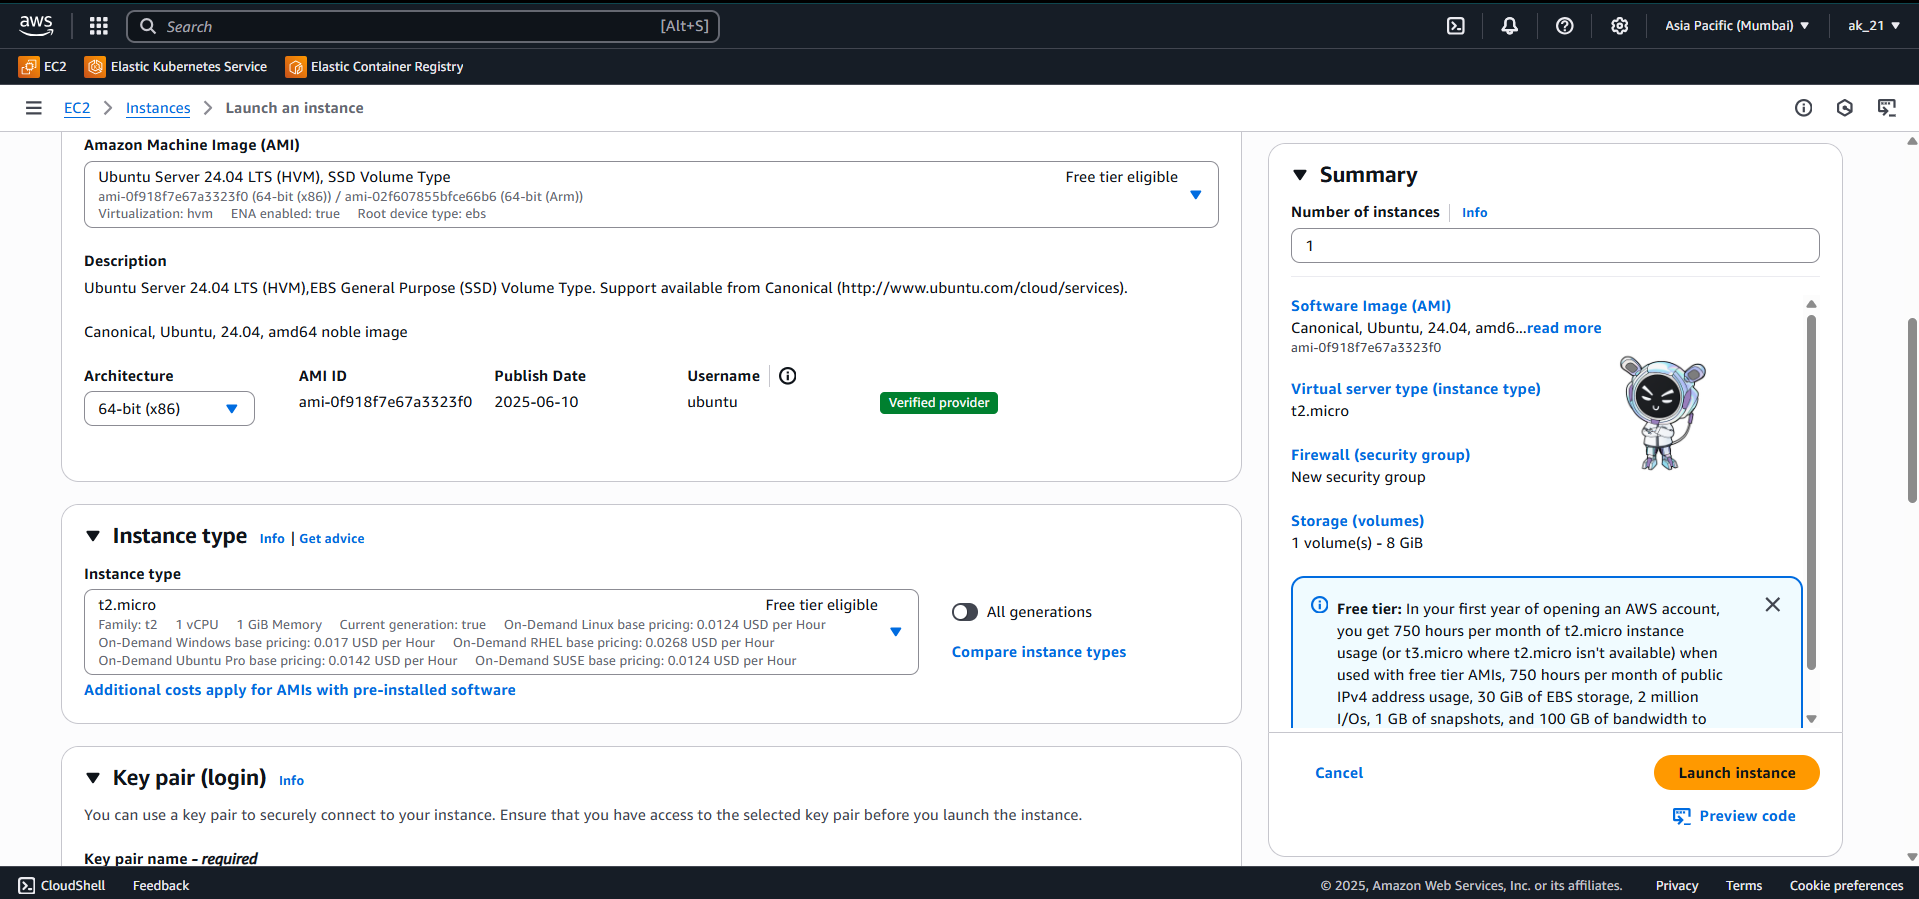 aws
Search [Alt+S]
Asia Pacific (Mumbai) ▼
ak_21 ▼
EC2
Elastic Kubernetes Service
Elastic Container Registry
EC2 > Instances > Launch an instance
Amazon Machine Image (AMI)
Ubuntu Server 24.04 LTS (HVM), SSD Volume Type
Free tier eligible
ami-0f918f7e67a3323f0 (64-bit (x86)) / ami-02f607855bfce66b6 (64-bit (Arm))
Virtualization: hvm ENA enabled: true Root device type: ebs
Description
Ubuntu Server 24.04 LTS (HVM),EBS General Purpose (SSD) Volume Type. Support available from Canonical (http://www.ubuntu.com/cloud/services).
Canonical, Ubuntu, 24.04, amd64 noble image
Architecture
64-bit (x86)
AMI ID
ami-0f918f7e67a3323f0
Publish Date
2025-06-10
Username
ubuntu
Verified provider
Instance type Info | Get advice
Instance type
t2.micro
Free tier eligible
Family: t2 1 vCPU 1 GiB Memory Current generation: true On-Demand Linux base pricing: 0.0124 USD per Hour
On-Demand Windows base pricing: 0.017 USD per Hour On-Demand RHEL base pricing: 0.0268 USD per Hour
On-Demand Ubuntu Pro base pricing: 0.0142 USD per Hour On-Demand SUSE base pricing: 0.0124 USD per Hour
Additional costs apply for AMIs with pre-installed software
All generations
Compare instance types
Key pair (login) Info
You can use a key pair to securely connect to your instance. Ensure that you have access to the selected key pair before you launch the instance.
Key pair name - required
Summary
Number of instances Info
1
Software Image (AMI)
Canonical, Ubuntu, 24.04, amd6...read more
ami-0f918f7e67a3323f0
Virtual server type (instance type)
t2.micro
Firewall (security group)
New security group
Storage (volumes)
1 volume(s) - 8 GiB
Free tier: In your first year of opening an AWS account,
you get 750 hours per month of t2.micro instance
usage (or t3.micro where t2.micro isn't available) when
used with free tier AMIs, 750 hours per month of public
IPv4 address usage, 30 GiB of EBS storage, 2 million
I/Os, 1 GB of snapshots, and 100 GB of bandwidth to
Cancel
Launch instance
Preview code
CloudShell
Feedback
© 2025, Amazon Web Services, Inc. or its affiliates.
Privacy
Terms
Cookie preferences